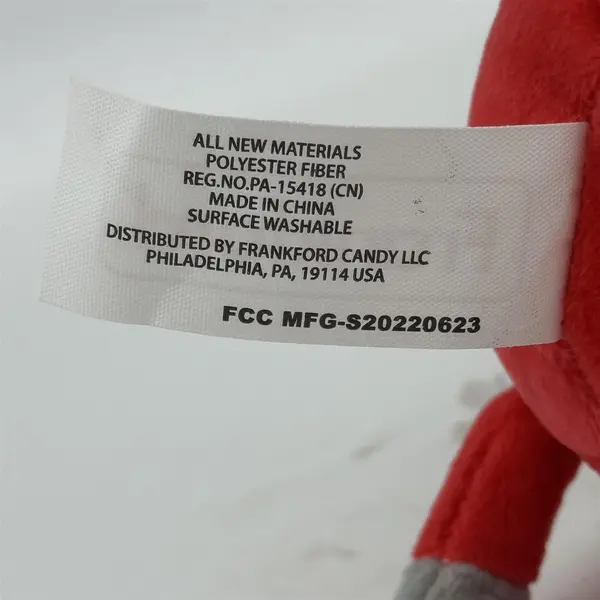 ALL NEW MATERIALS
POLYESTER FIBER
REG.NO.PA-15418 (CN)
MADE IN CHINA
SURFACE WASHABLE
DISTRIBUTED BY FRANKFORD CANDY LLC
PHILADELPHIA, PA, 19114 USA
FCC MFG-S20220623